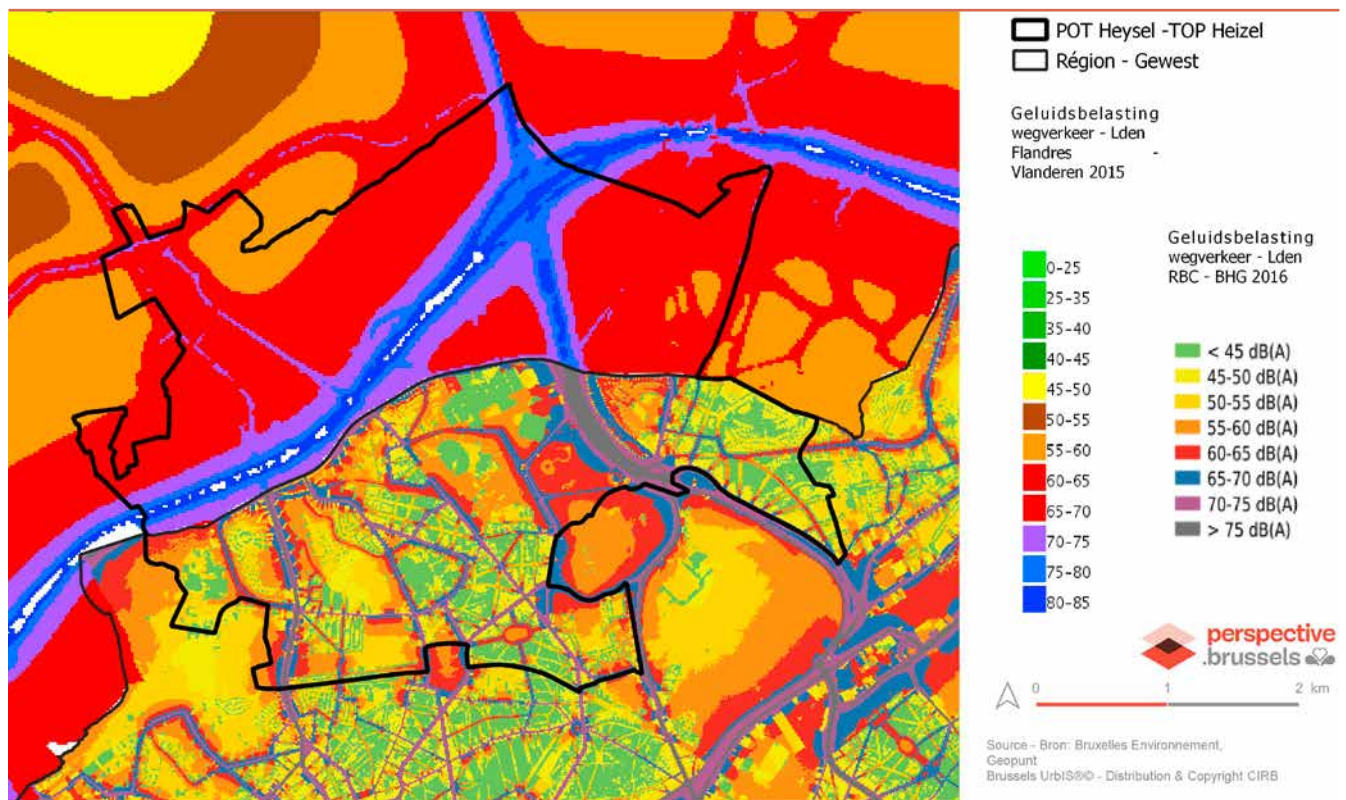 POT Heysel -TOP Heizel
Région - Gewest
Geluidsbelasting
wegverkeer - Lden
Flandres -
Vlanderen 2015
0-25
25-35
35-40
40-45
45-50
50-55
55-60
60-65
65-70
70-75
75-80
80-85
Geluidsbelasting
wegverkeer - Lden
RBC - BHG 2016
< 45 dB(A)
45-50 dB(A)
50-55 dB(A)
55-60 dB(A)
60-65 dB(A)
65-70 dB(A)
70-75 dB(A)
> 75 dB(A)
perspective
.brussels
0 1 2 km
Source - Bron: Bruxelles Environnement,
Geopunt
Brussels UrbIS®© - Distribution & Copyright CIRB